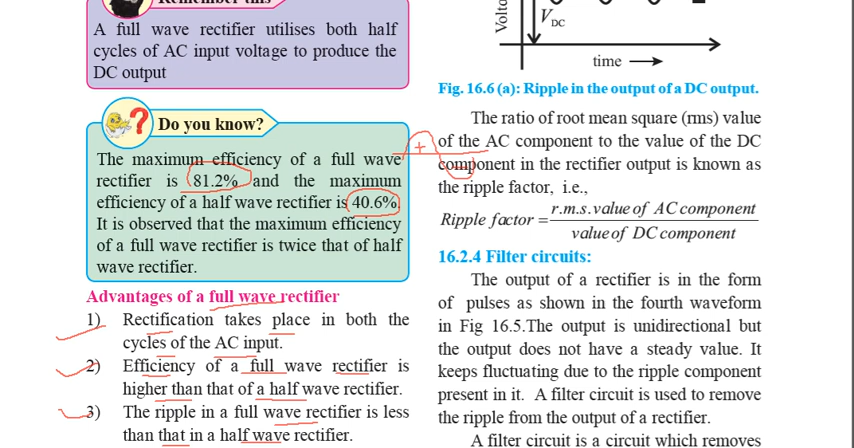 Remember this
A full wave rectifier utilises both half
cycles of AC input voltage to produce the
DC output
Do you know?
The maximum efficiency of a full wave
rectifier is 81.2% and the maximum
efficiency of a half wave rectifier is 40.6%.
It is observed that the maximum efficiency
of a full wave rectifier is twice that of half
wave rectifier.
Advantages of a full wave rectifier
1) Rectification takes place in both the
cycles of the AC input.
2) Efficiency of a full wave rectifier is
higher than that of a half wave rectifier.
3) The ripple in a full wave rectifier is less
than that in a half wave rectifier.
VDC
time
Fig. 16.6 (a): Ripple in the output of a DC output.
The ratio of root mean square (rms) value
of the AC component to the value of the DC
component in the rectifier output is known as
the ripple factor, i.e.,
Ripple factor = r.m.s. value of AC component
value of DC component
16.2.4 Filter circuits:
The output of a rectifier is in the form
of pulses as shown in the fourth waveform
in Fig 16.5.The output is unidirectional but
the output does not have a steady value. It
keeps fluctuating due to the ripple component
present in it. A filter circuit is used to remove
the ripple from the output of a rectifier.
A filter circuit is a circuit which removes